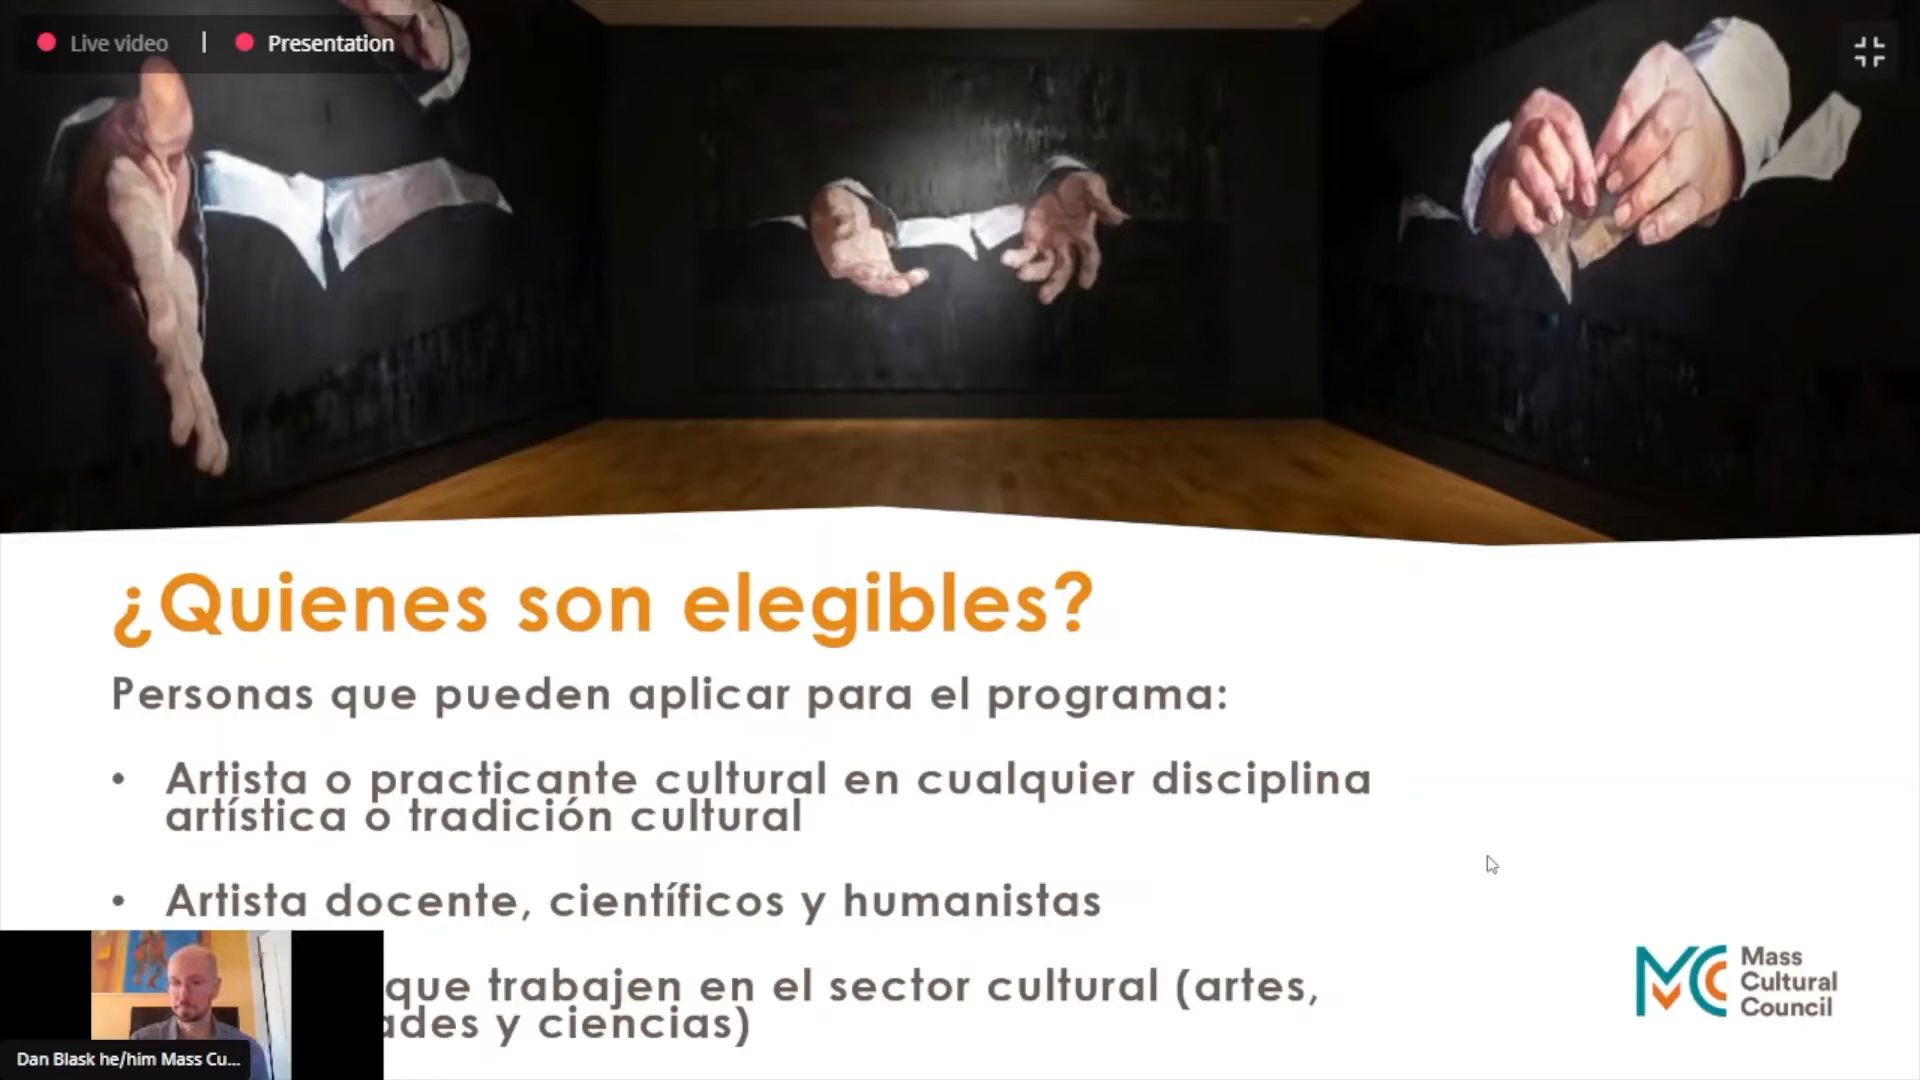 Live video | Presentation
¿Quienes son elegibles?
Personas que pueden aplicar para el programa:
• Artista o practicante cultural en cualquier disciplina
artística o tradición cultural
• Artista docente, científicos y humanistas
que trabajen en el sector cultural (artes,
ades y ciencias)
Mass
Cultural
Council
Dan Blask he/him Mass Cu...